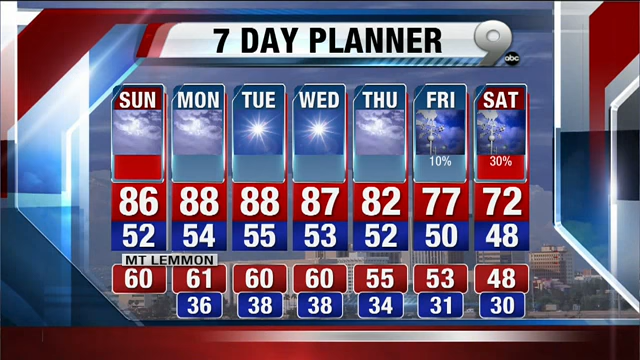 7 DAY PLANNER 9 abc
SUN MON TUE WED THU FRI SAT
10% 30%
86 88 88 87 82 77 72
52 54 55 53 52 50 48
MT LEMMON
60 61 60 60 55 53 48
36 38 38 34 31 30